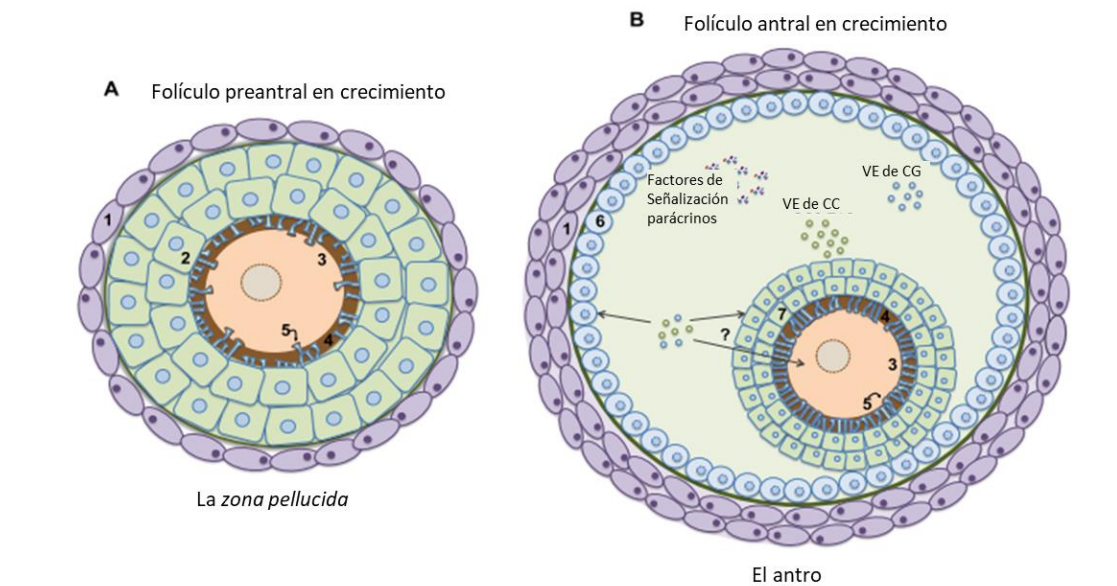 A
Folículo preantral en crecimiento
1
2
3
5
4
La zona pellucida
B
Folículo antral en crecimiento
Factores de
Señalización
parácrinos
VE de CC
VE de CG
1
6
7
4
?
3
5
El antro